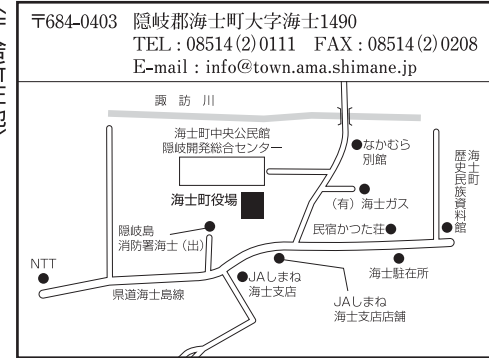 〒684-0403 隠岐郡海士町大字海士1490
TEL : 08514(2)0111 FAX : 08514(2)0208
E-mail : info@town.ama.shimane.jp
諏訪川
海士町中央公民館
隠岐開発総合センター
なかむら
別館
海士町役場
(有)海士ガス
海士町
歴史民族資料館
隠岐島
消防署海士(出)
民宿かつた荘
NTT
県道海士島線
JAしまね
海士支店
JAしまね
海士支店店舗
海士駐在所